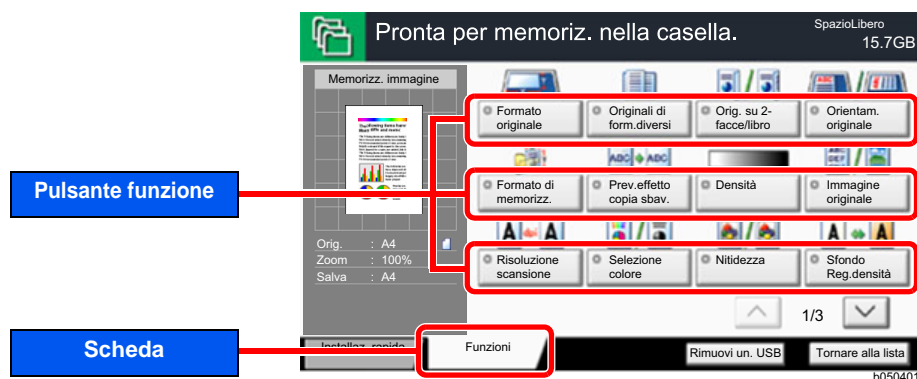 Pronta per memoriz. nella casella.
SpazioLibero
15.7GB
Memorizz. immagine
Formato
originale
Originali di
form.diversi
Orig. su 2-
facce/libro
Orientam.
originale
Pulsante funzione
Formato di
memorizz.
Prev.effetto
copia sbav.
Densità
Immagine
originale
Orig. : A4
Zoom : 100%
Salva : A4
Risoluzione
scansione
Selezione
colore
Nitidezza
Sfondo
Reg.densità
1/3
Scheda
Installaz. rapida
Funzioni
Rimuovi un. USB
Tornare alla lista
b050401